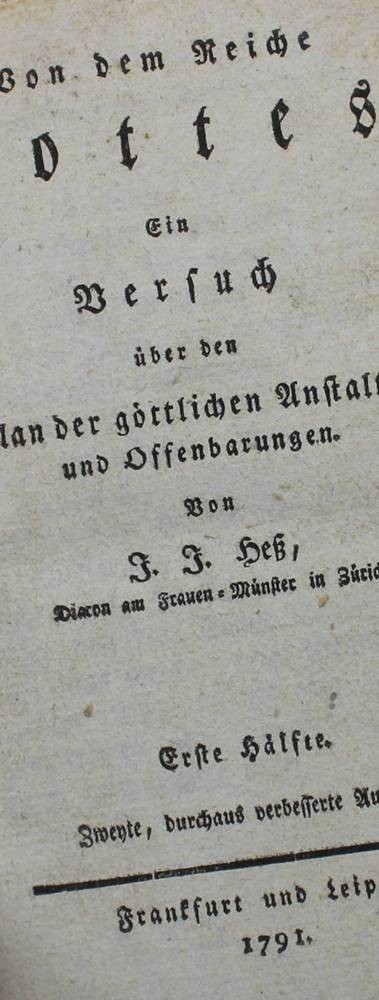 Von dem Reiche
ottes
Ein
Versuch
über den
lan der göttlichen Anstalt
und Offenbarungen.
Von
J. J. Heß,
Diacon am Frauen-Münster in Züric
Erste Hälfte.
Zweyte, durchaus verbesserte Au
Frankfurt und Leip
1791.